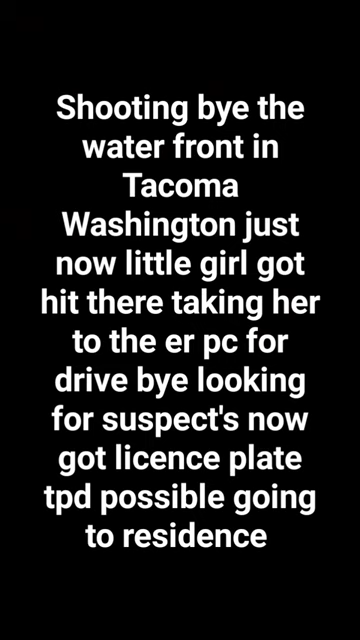 Shooting bye the
water front in
Tacoma
Washington just
now little girl got
hit there taking her
to the er pc for
drive bye looking
for suspect's now
got licence plate
tpd possible going
to residence